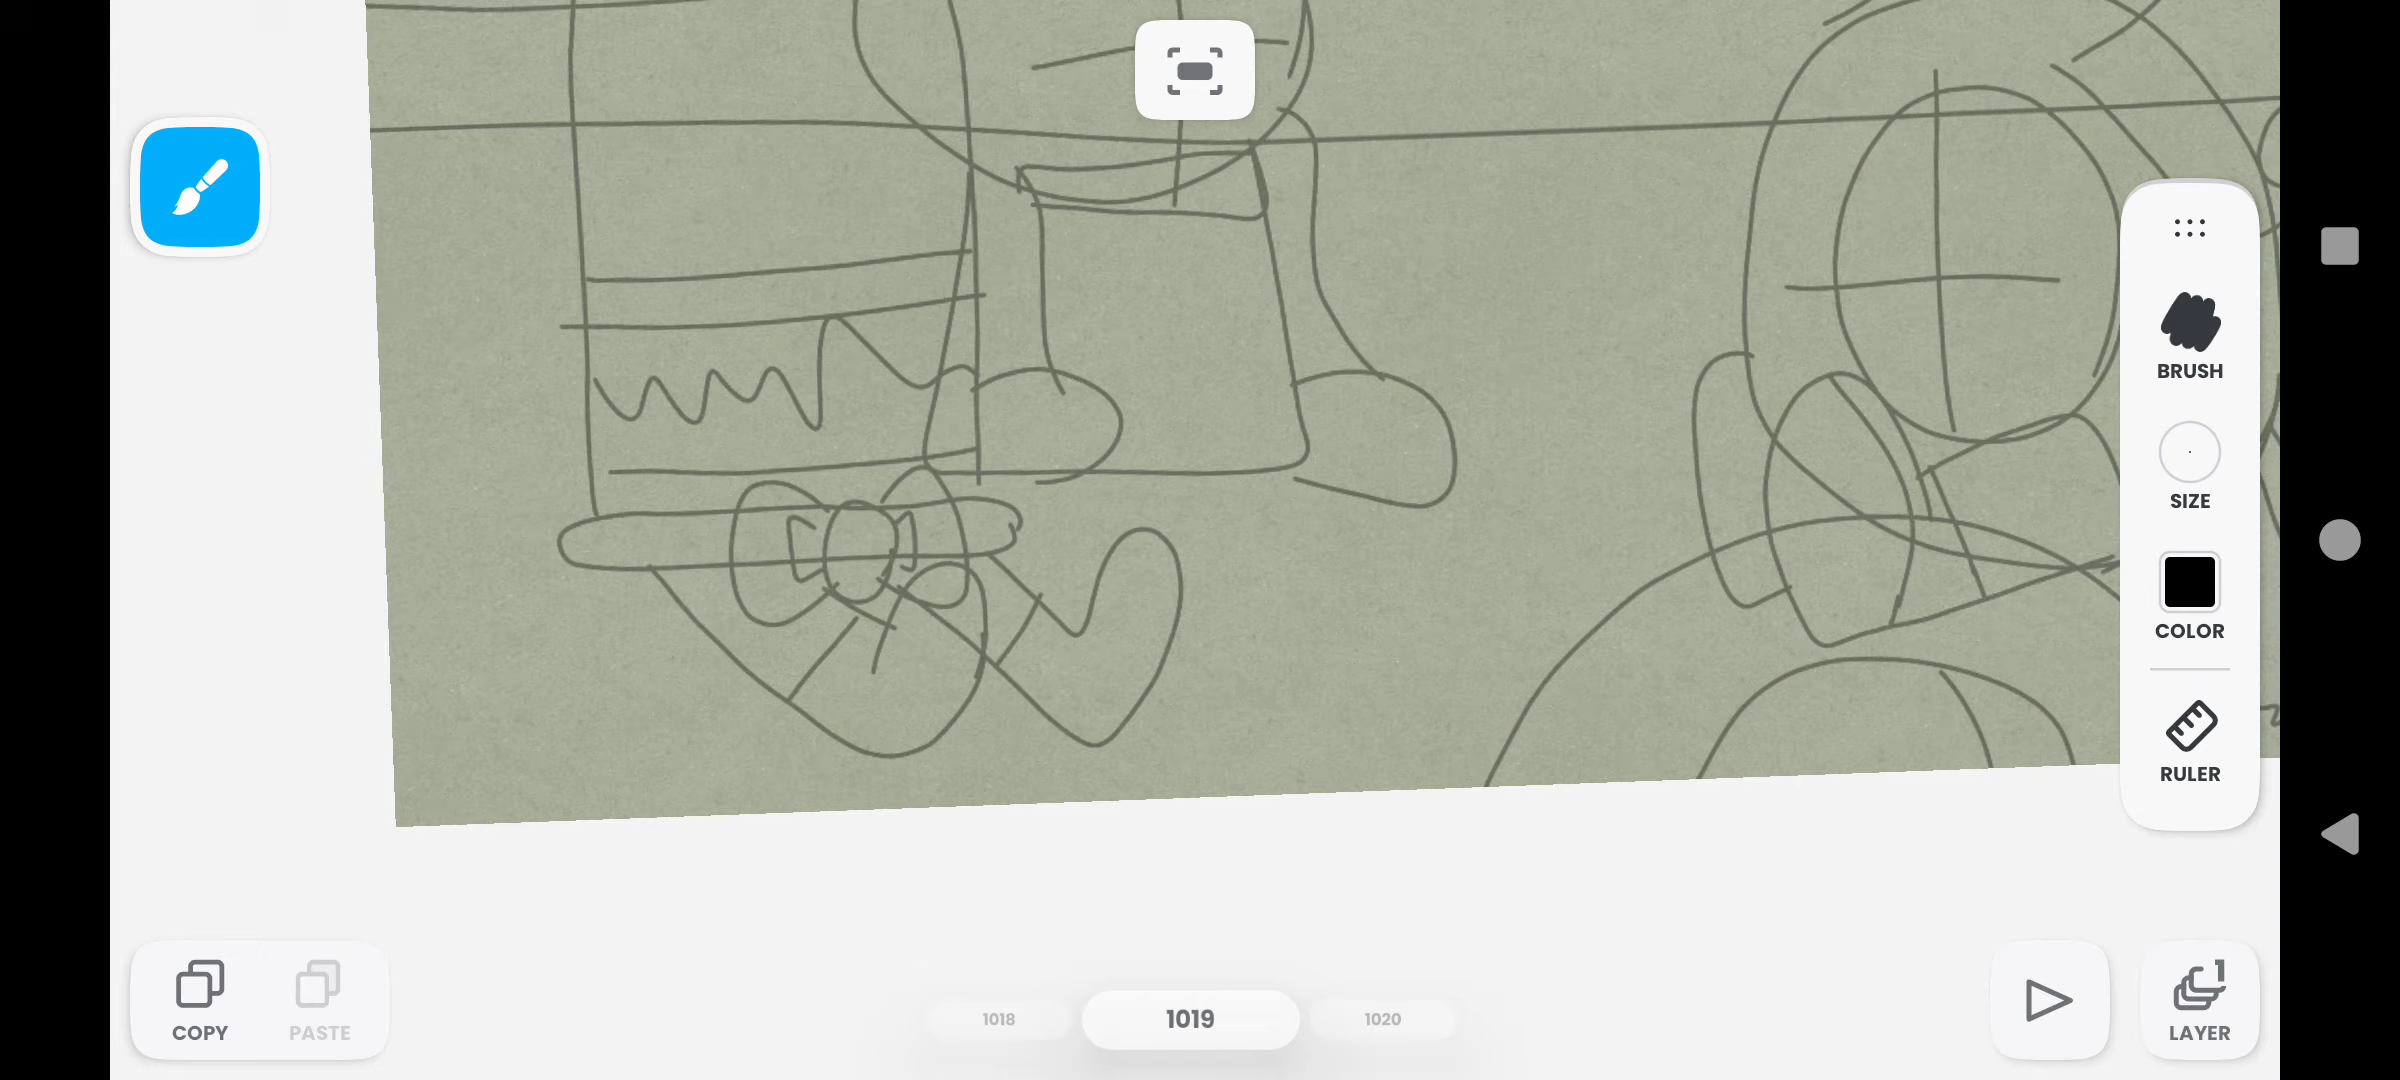 BRUSH
SIZE
COLOR
RULER
COPY
PASTE
1018
1019
1020
1
LAYER